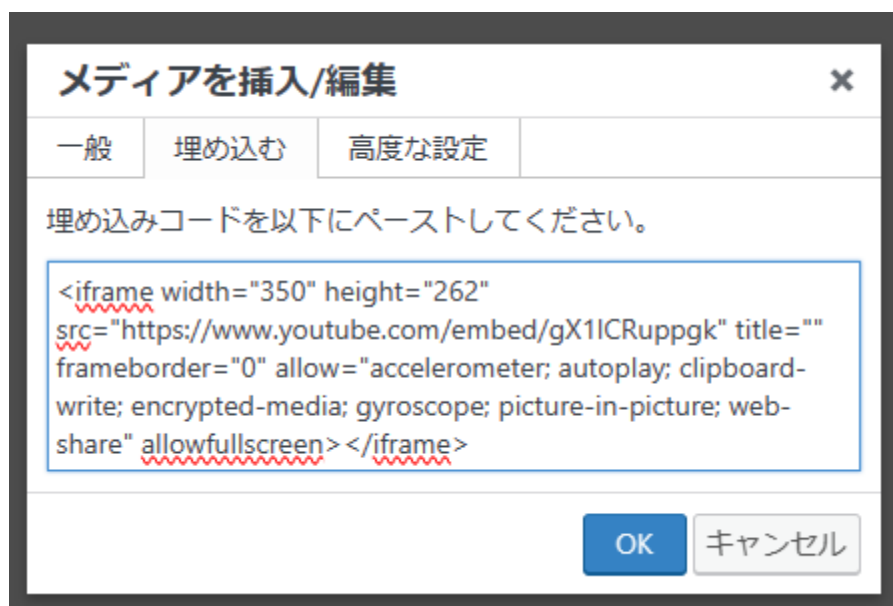 メディアを挿入/編集
×
一般 埋め込む 高度な設定
埋め込みコードを以下にペーストしてください。
<iframe width="350" height="262"
src="https://www.youtube.com/embed/gX1ICRuppgk" title=""
frameborder="0" allow="accelerometer; autoplay; clipboard-
write; encrypted-media; gyroscope; picture-in-picture; web-
share" allowfullscreen></iframe>
OK キャンセル